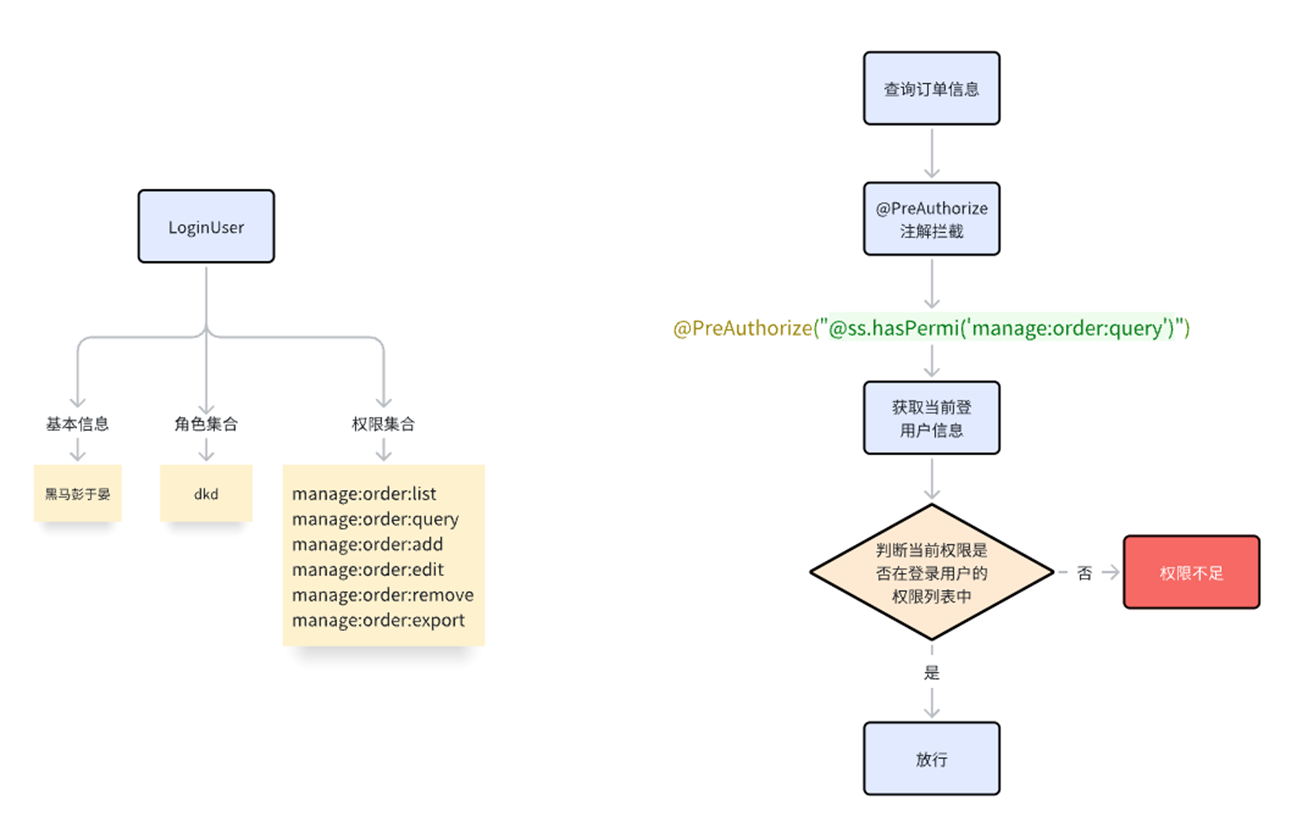 LoginUser
基本信息
角色集合
权限集合
黑马彭于晏
dkd
manage:order:list
manage:order:query
manage:order:add
manage:order:edit
manage:order:remove
manage:order:export
查询订单信息
@PreAuthorize
注解拦截
@PreAuthorize("@ss.hasPermi('manage:order:query')")
获取当前登
用户信息
判断当前权限是
否在登录用户的
权限列表中
否
权限不足
是
放行